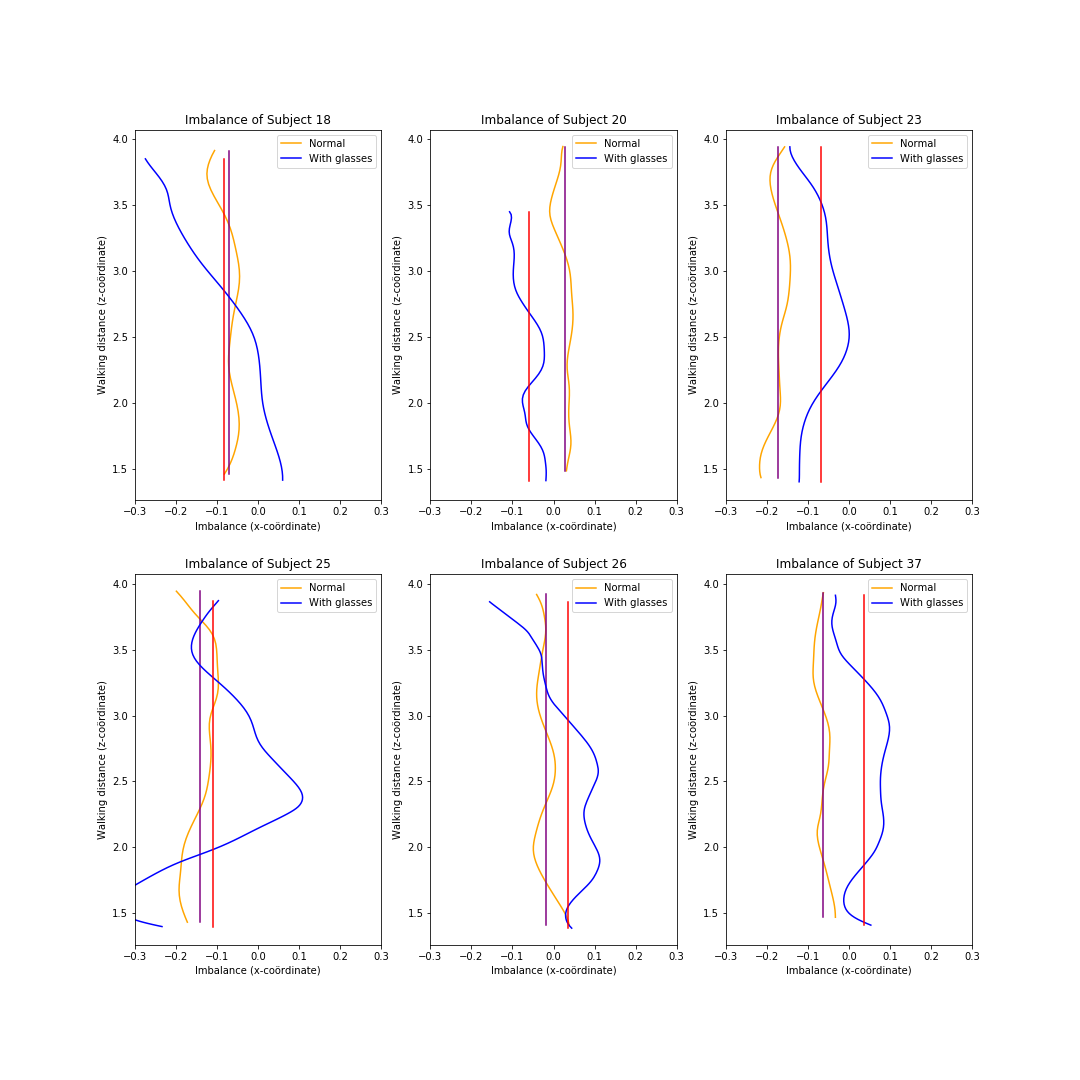 Imbalance of Subject 18
Normal
With glasses
4.0
3.5
3.0
2.5
2.0
1.5
Walking distance (z-coördinate)
−0.3 −0.2 −0.1 0.0 0.1 0.2 0.3
Imbalance (x-coördinate)
Imbalance of Subject 20
Normal
With glasses
4.0
3.5
3.0
2.5
2.0
1.5
Walking distance (z-coördinate)
−0.3 −0.2 −0.1 0.0 0.1 0.2 0.3
Imbalance (x-coördinate)
Imbalance of Subject 23
Normal
With glasses
4.0
3.5
3.0
2.5
2.0
1.5
Walking distance (z-coördinate)
−0.3 −0.2 −0.1 0.0 0.1 0.2 0.3
Imbalance (x-coördinate)
Imbalance of Subject 25
Normal
With glasses
4.0
3.5
3.0
2.5
2.0
1.5
Walking distance (z-coördinate)
−0.3 −0.2 −0.1 0.0 0.1 0.2 0.3
Imbalance (x-coördinate)
Imbalance of Subject 26
Normal
With glasses
4.0
3.5
3.0
2.5
2.0
1.5
Walking distance (z-coördinate)
−0.3 −0.2 −0.1 0.0 0.1 0.2 0.3
Imbalance (x-coördinate)
Imbalance of Subject 37
Normal
With glasses
4.0
3.5
3.0
2.5
2.0
1.5
Walking distance (z-coördinate)
−0.3 −0.2 −0.1 0.0 0.1 0.2 0.3
Imbalance (x-coördinate)